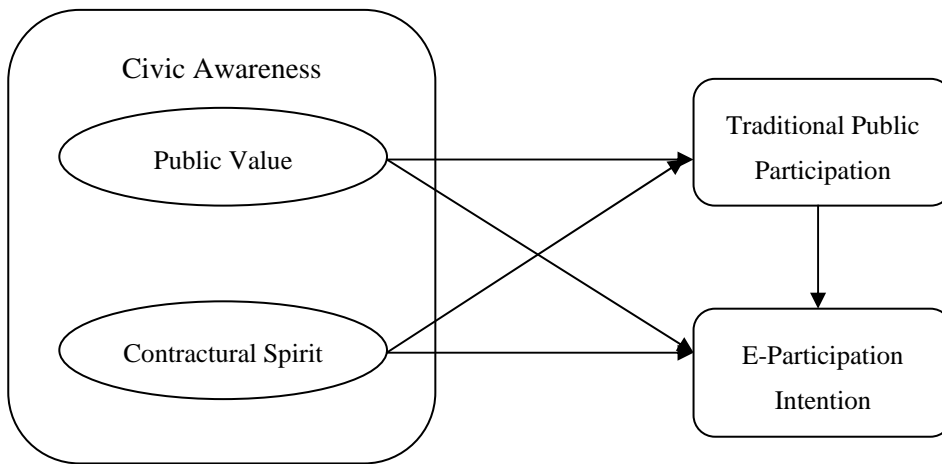 Civic Awareness
Public Value
Contractural Spirit
Traditional Public
Participation
E-Participation
Intention